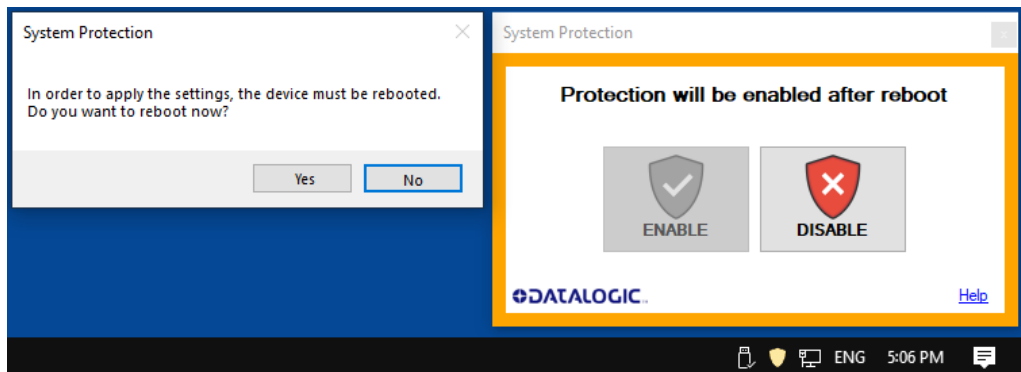 System Protection
In order to apply the settings, the device must be rebooted.
Do you want to reboot now?
Yes
No
System Protection
Protection will be enabled after reboot
ENABLE
DISABLE
DATALOGIC
Help
ENG
5:06 PM